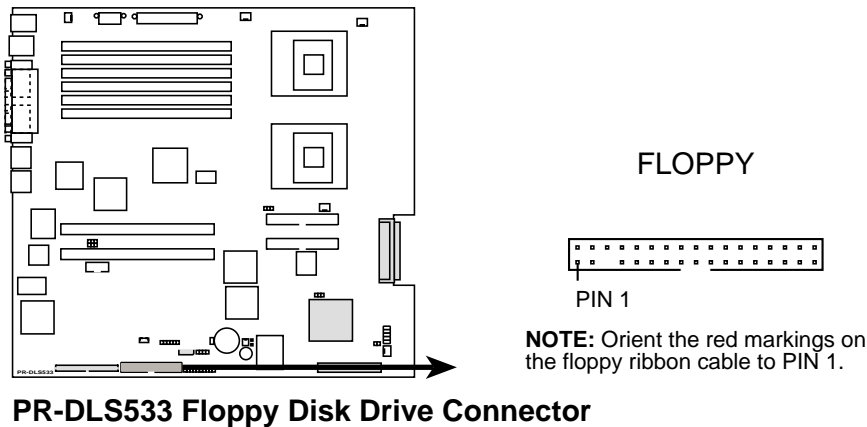 FLOPPY
PIN 1
NOTE: Orient the red markings on
the floppy ribbon cable to PIN 1.
PR-DLS533
PR-DLS533 Floppy Disk Drive Connector